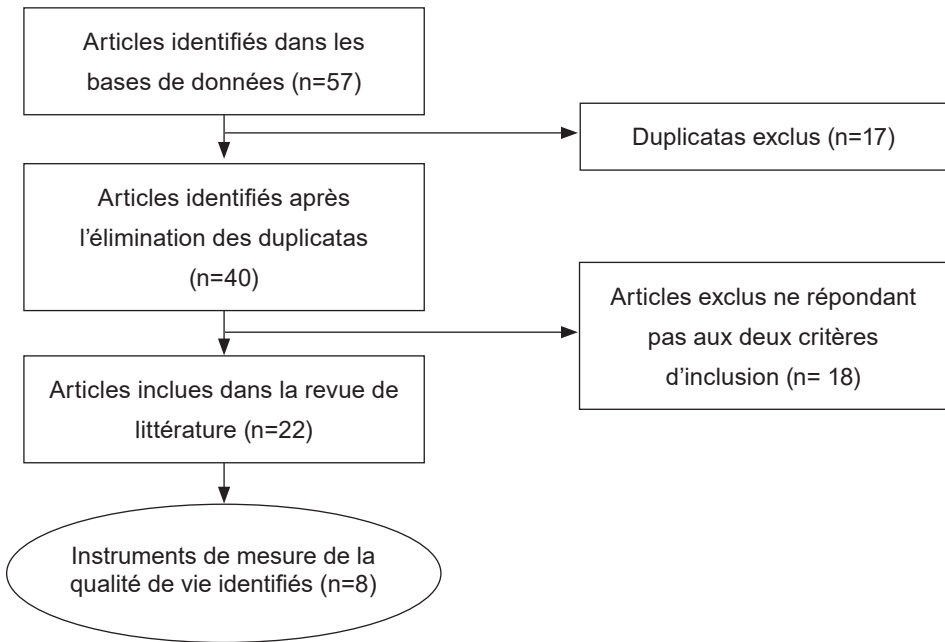 Articles identifiés dans les
bases de données (n=57)
Duplicatas exclus (n=17)
Articles identifiés après
l’élimination des duplicatas
(n=40)
Articles exclus ne répondant
pas aux deux critères
d’inclusion (n= 18)
Articles inclues dans la revue de
littérature (n=22)
Instruments de mesure de la
qualité de vie identifiés (n=8)